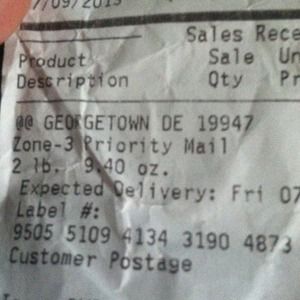 7/09/2013
Sales Rece
Product Sale Un
Description Qty Pr
@@ GEORGETOWN DE 19947
Zone-3 Priority Mail
2 lb. 9.40 oz.
Expected Delivery: Fri 07
Label #:
9505 5109 4134 3190 4873
Customer Postage